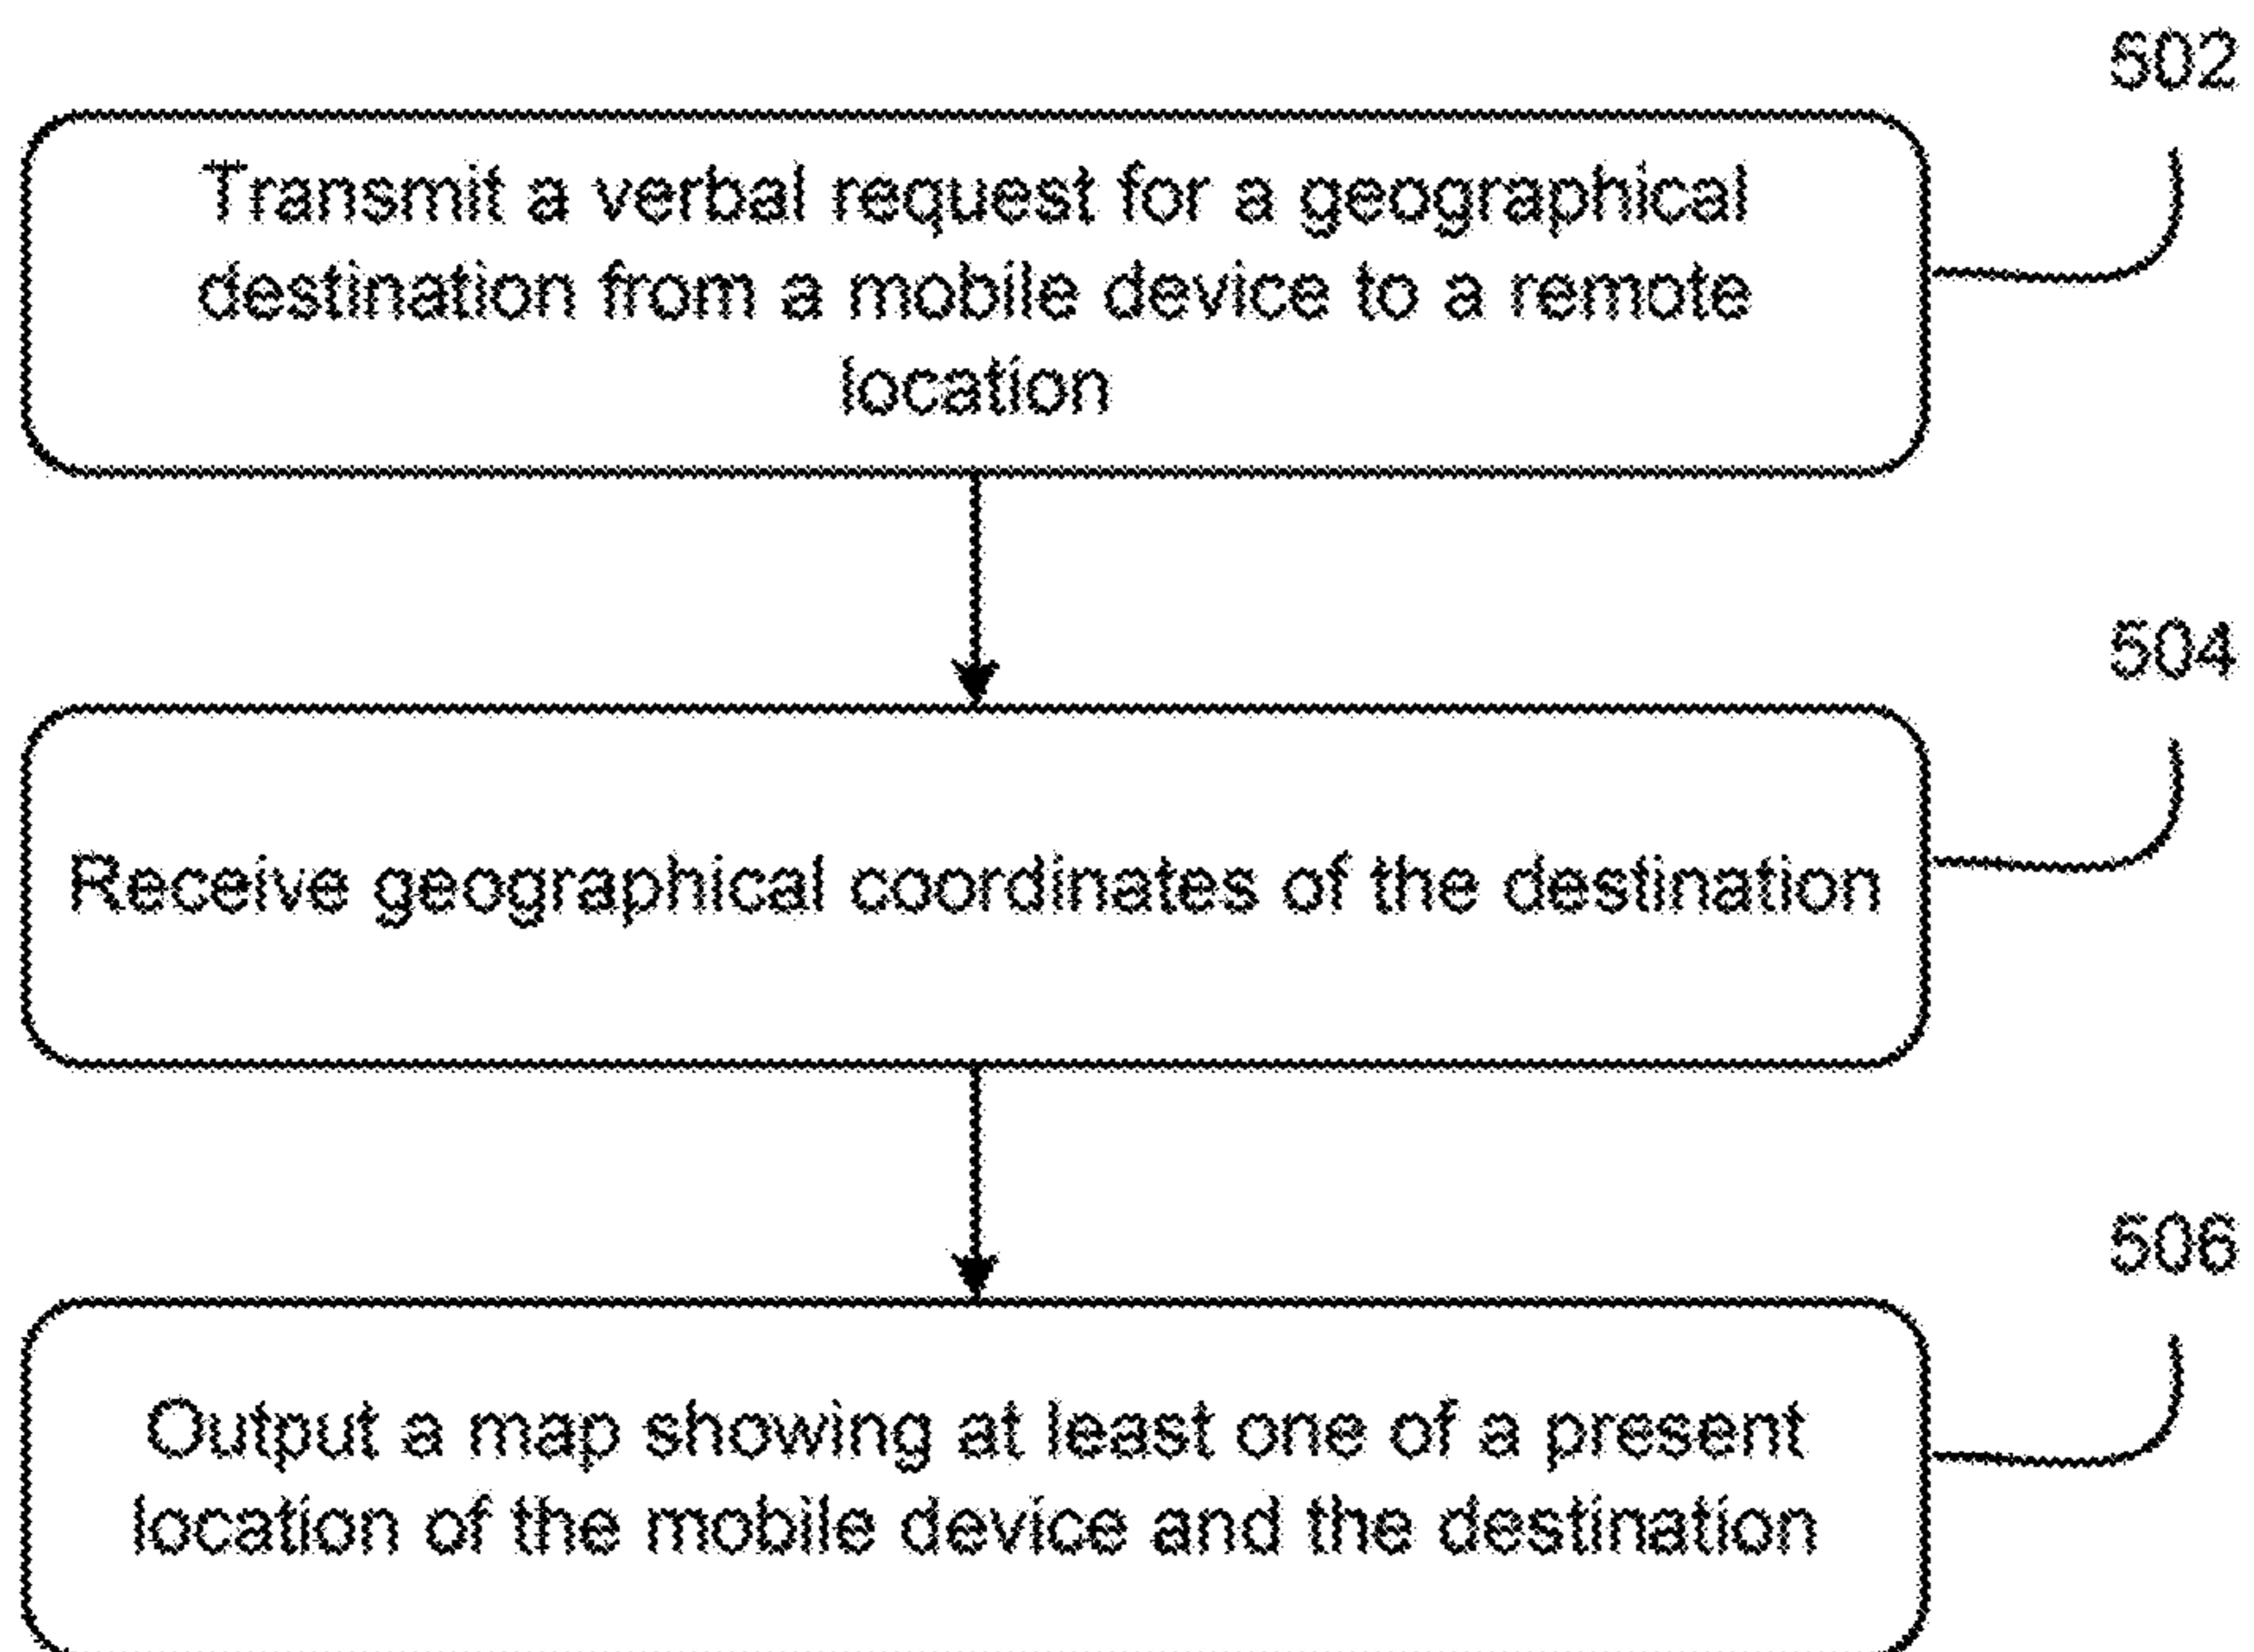 502
Transmit a verbal request for a geographical
destination from a mobile device to a remote
location
504
Receive geographical coordinates of the destination
506
Output a map showing at least one of a present
location of the mobile device and the destination